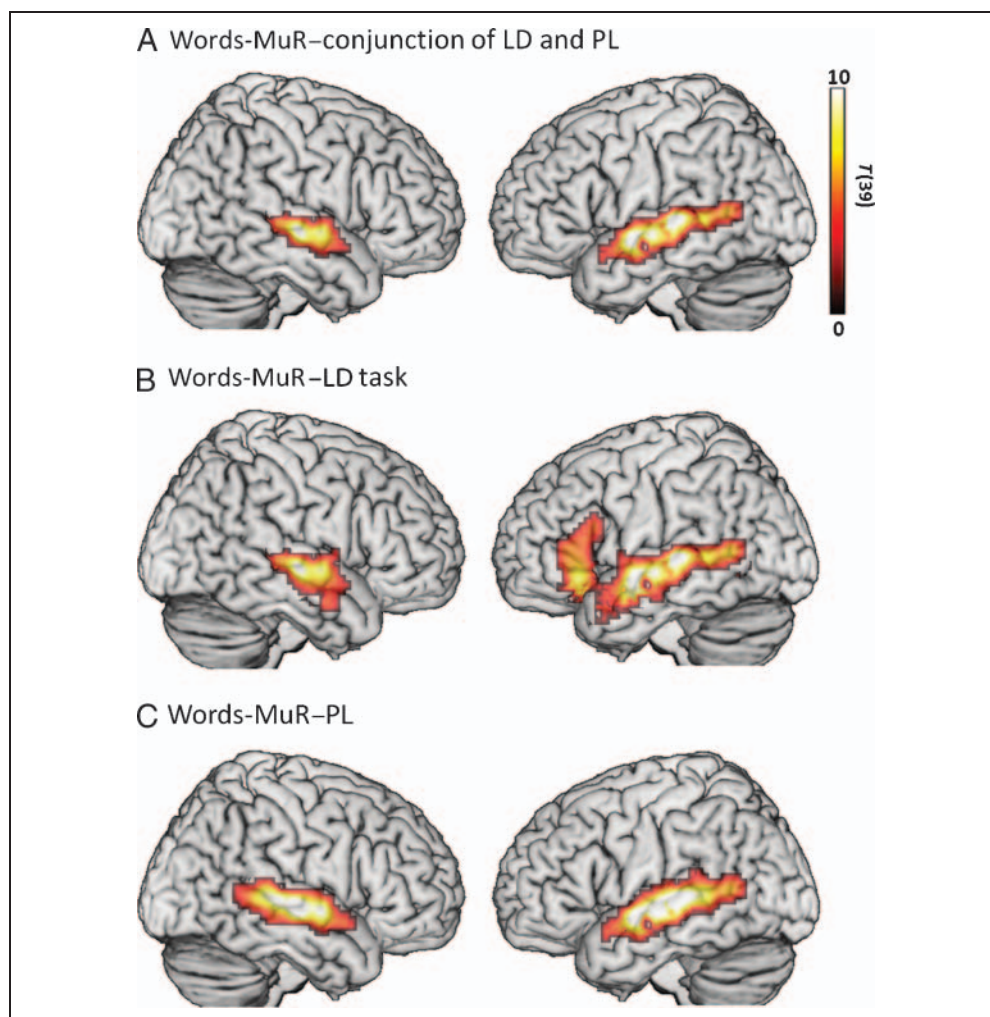 A Words-MuR–conjunction of LD and PL
10
T(39)
0
B Words-MuR–LD task
C Words-MuR–PL